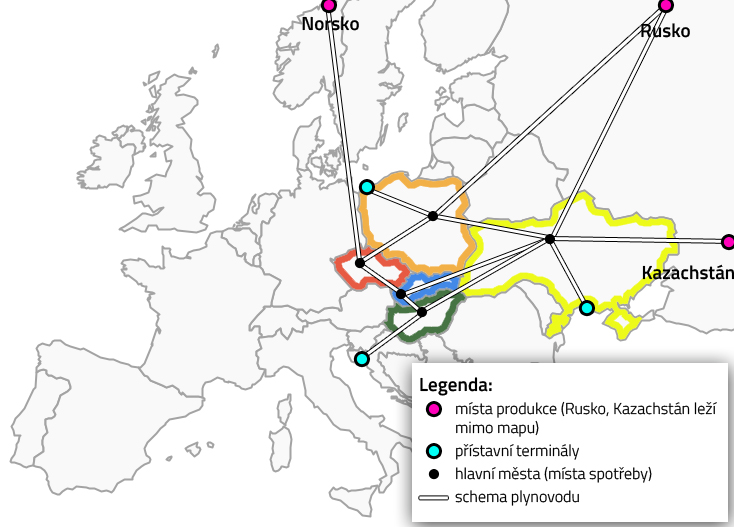 Norsko
Rusko
Kazachstán
Legenda:
místa produkce (Rusko, Kazachstán leží
mimo mapu)
přístavní terminály
hlavní města (místa spotřeby)
schema plynovodu